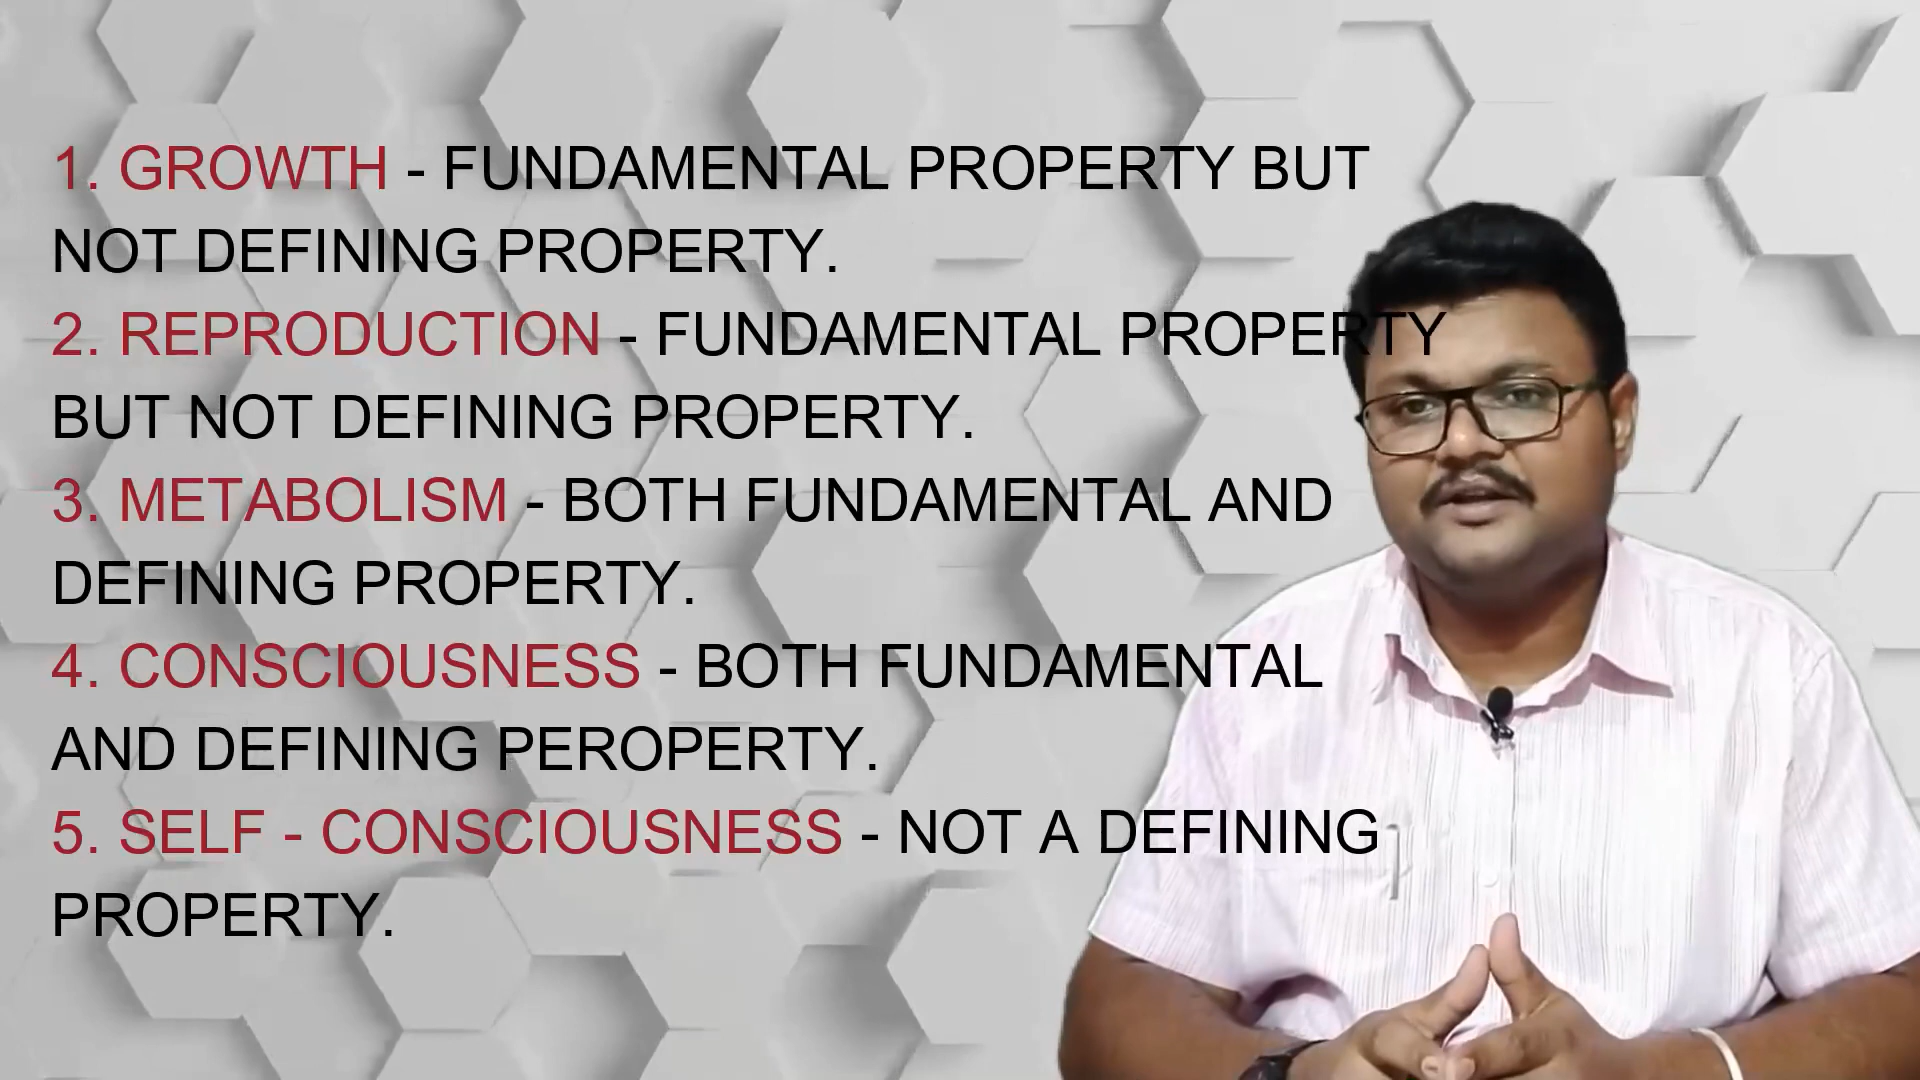 1. GROWTH - FUNDAMENTAL PROPERTY BUT
NOT DEFINING PROPERTY.
2. REPRODUCTION - FUNDAMENTAL PROPERTY
BUT NOT DEFINING PROPERTY.
3. METABOLISM - BOTH FUNDAMENTAL AND
DEFINING PROPERTY.
4. CONSCIOUSNESS - BOTH FUNDAMENTAL
AND DEFINING PEROPERTY.
5. SELF - CONSCIOUSNESS - NOT A DEFINING
PROPERTY.